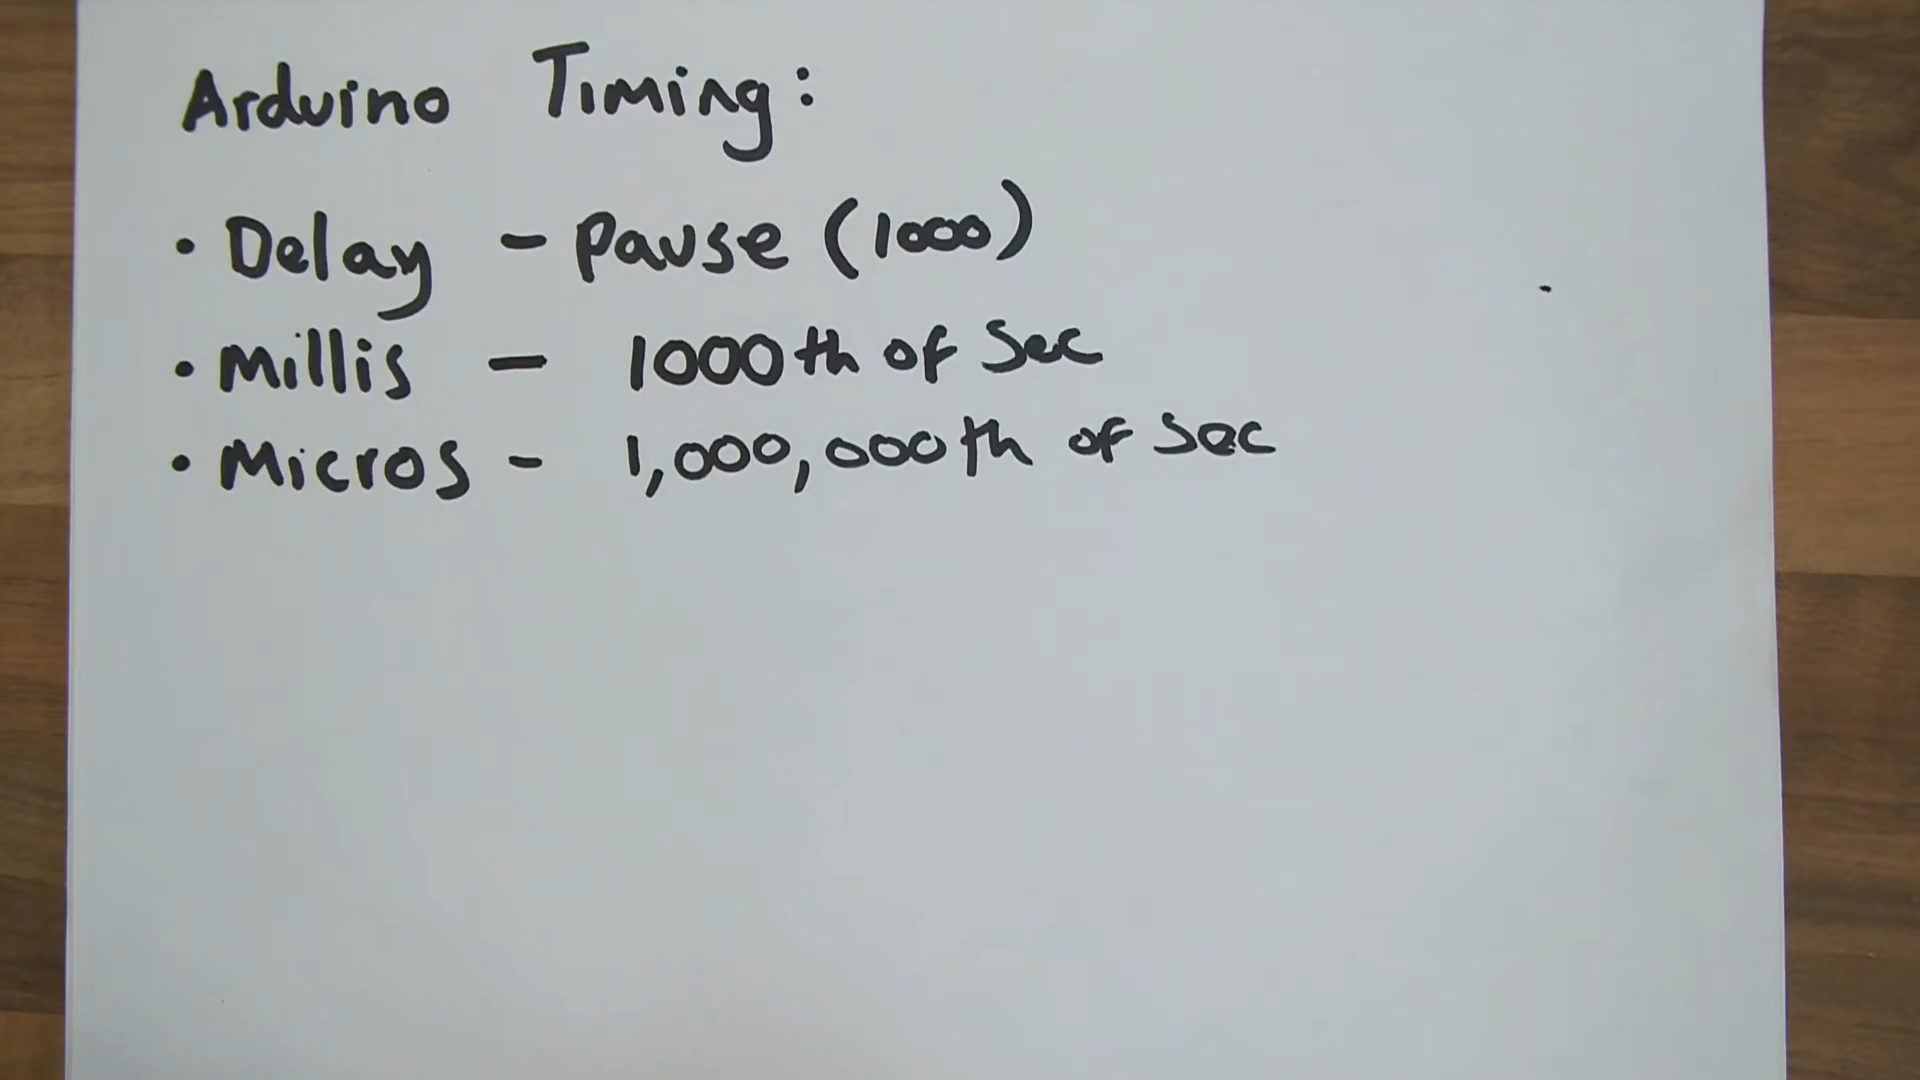 Arduino Timing:
• Delay - Pause (1000)
• Millis - 1000th of Sec
• Micros - 1,000,000th of Sec